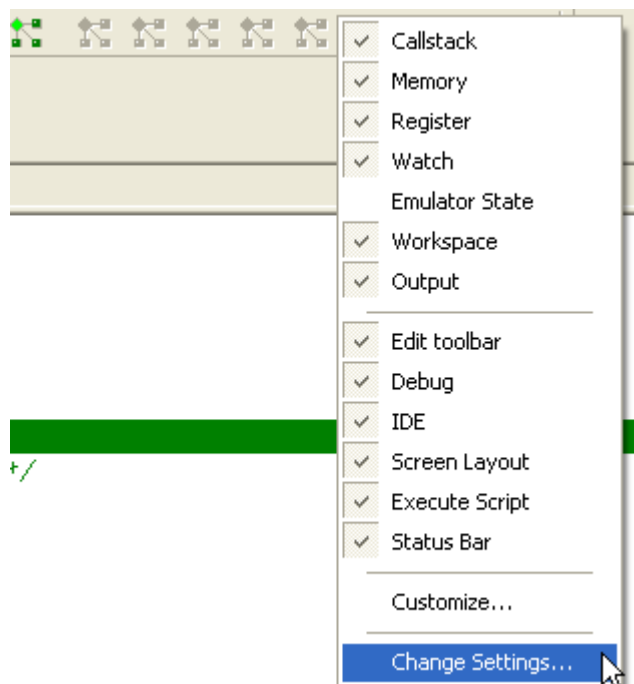 Callstack
Memory
Register
Watch
Emulator State
Workspace
Output
Edit toolbar
Debug
IDE
Screen Layout
Execute Script
*/
Status Bar
Customize...
Change Settings...